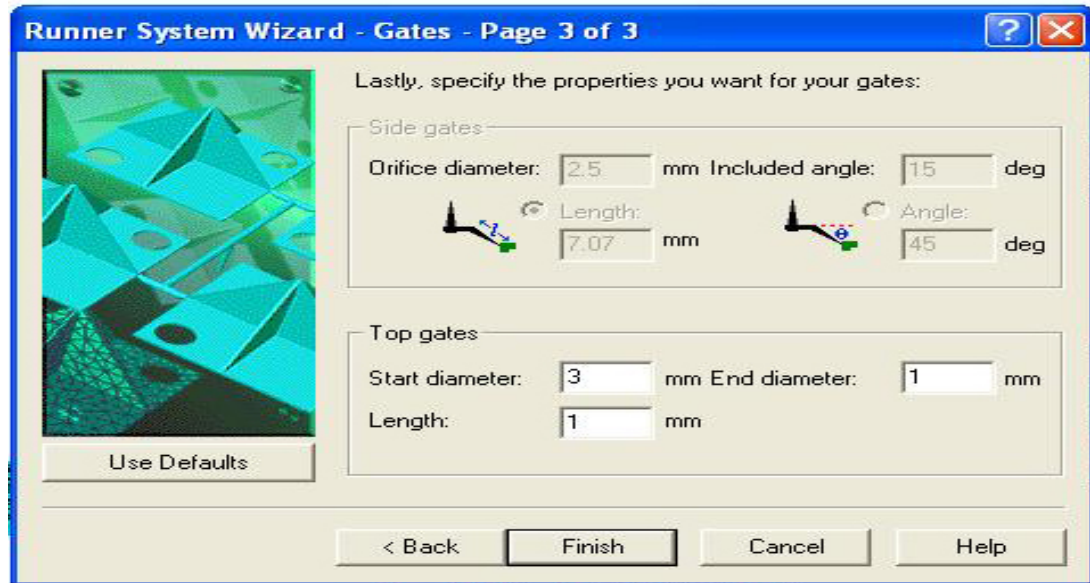 Runner System Wizard - Gates - Page 3 of 3
Lastly, specify the properties you want for your gates:
Side gates
Orifice diameter: 2.5 mm Included angle: 15 deg
Length: Angle:
7.07 mm 45 deg
l θ
Top gates
Start diameter: 3 mm End diameter: 1 mm
Length: 1 mm
Use Defaults
< Back Finish Cancel Help